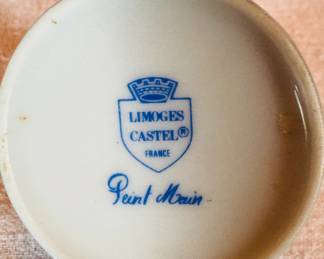 LIMOGES
CASTEL®
FRANCE
Peint Main